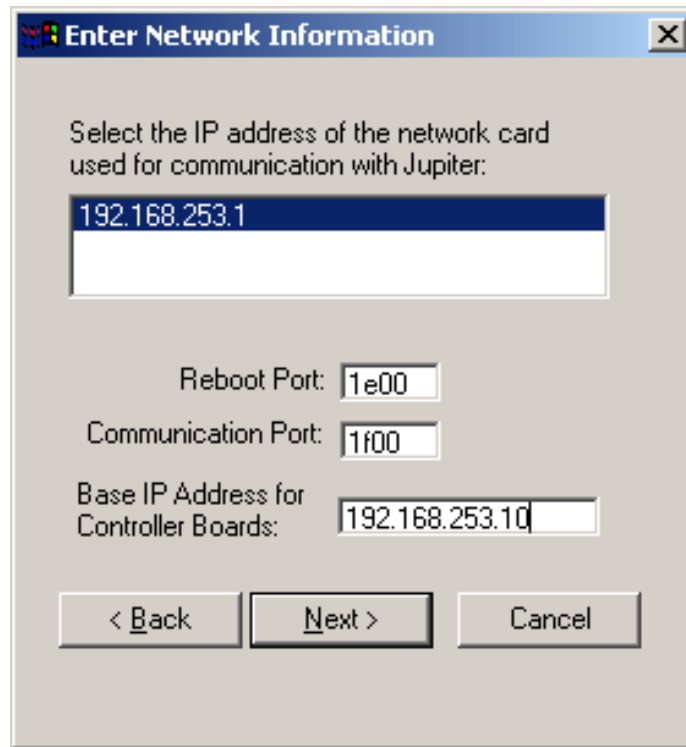 Enter Network Information
Select the IP address of the network card
used for communication with Jupiter:
192.168.253.1
Reboot Port: 1e00
Communication Port: 1f00
Base IP Address for
Controller Boards: 192.168.253.10
< Back Next > Cancel